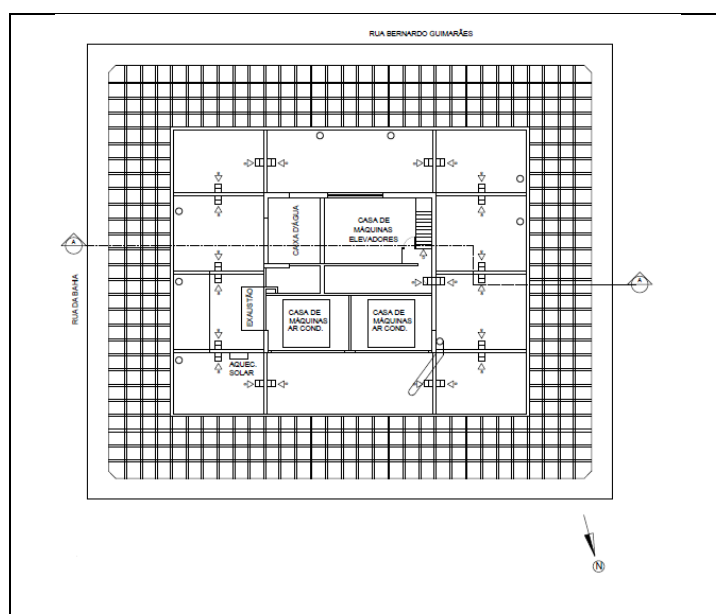 RUA BERNARDO GUIMARÃES
CAIXA D'ÁGUA
CASA DE
MÁQUINAS
ELEVADORES
A
A
RUA DA BAHIA
EXAUSTÃO
CASA DE
MÁQUINAS
AR COND.
CASA DE
MÁQUINAS
AR COND.
AQUEC.
SOLAR
N